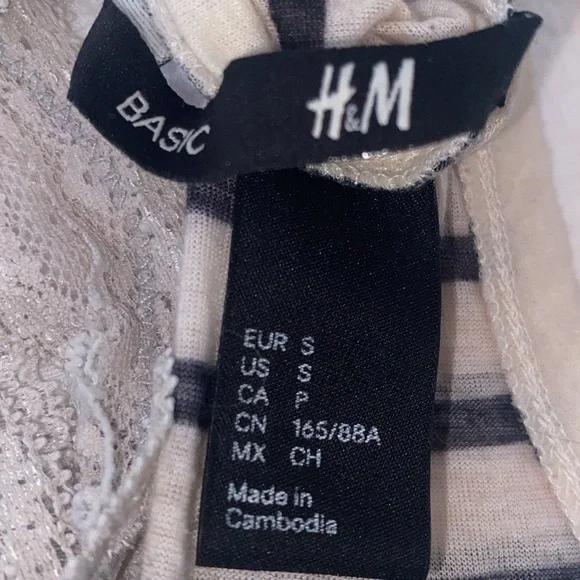 BASIC
H&M
EUR S
US S
CA P
CN 165/88A
MX CH
Made in
Cambodia